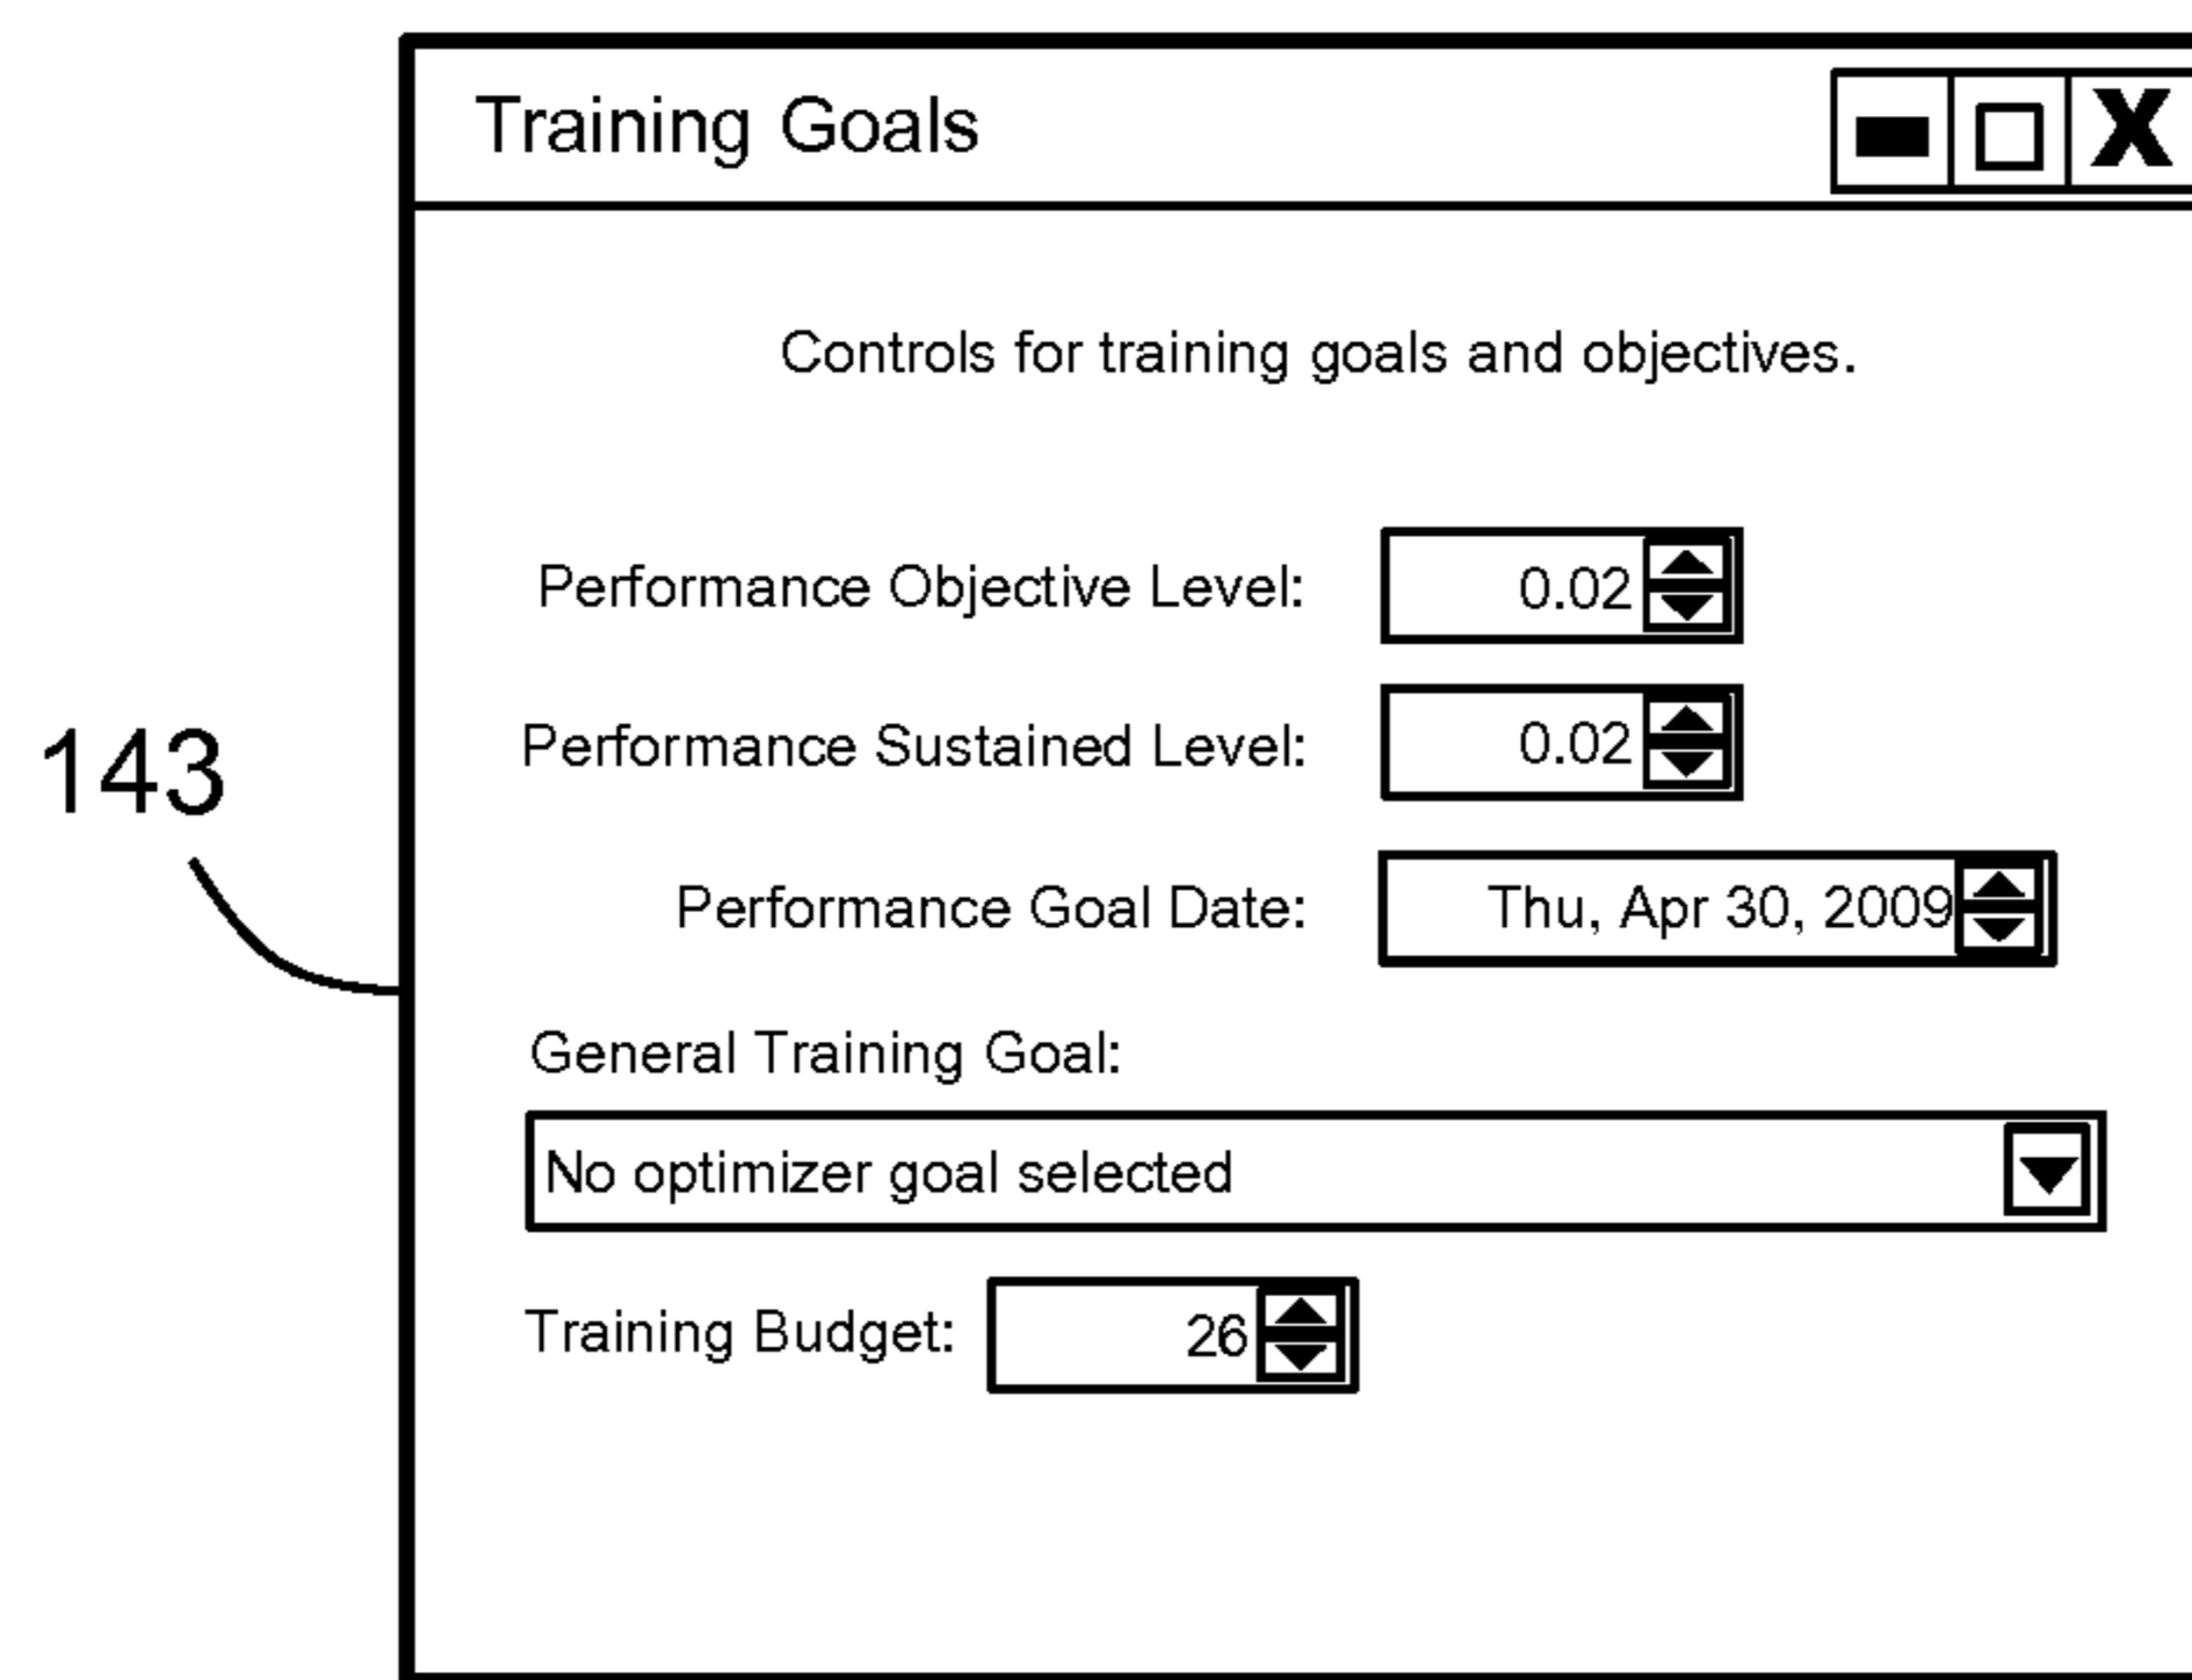 Training Goals
X
Controls for training goals and objectives.
Performance Objective Level: 0.02
Performance Sustained Level: 0.02
143
Performance Goal Date: Thu, Apr 30, 2009
General Training Goal:
No optimizer goal selected
Training Budget: 26